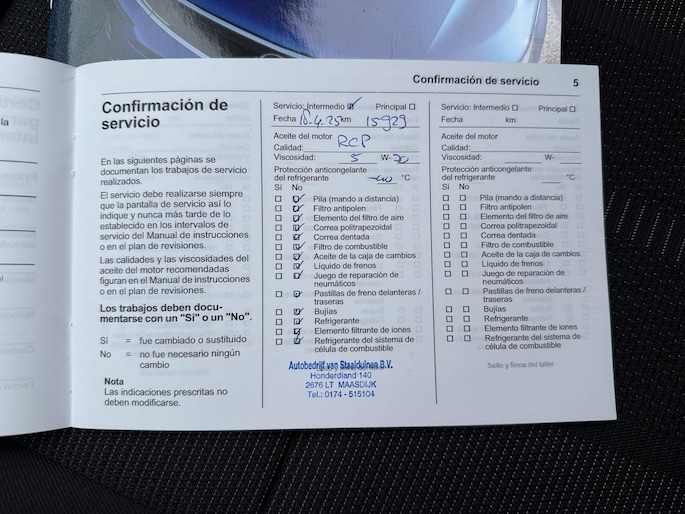 Confirmación de servicio 5
Confirmación de
servicio
En las siguientes páginas se
documentan los trabajos de servicio
realizados.
El servicio debe realizarse siempre
que la pantalla de servicio así lo
indique y nunca más tarde de lo
establecido en los intervalos de
servicio del Manual de instrucciones
o en el plan de revisiones.
Las calidades y las viscosidades del
aceite del motor recomendadas
figuran en el Manual de instrucciones
o en el plan de revisiones.
Los trabajos deben docu-
mentarse con un "Sí" o un "No".
Sí = fue cambiado o sustituido
No = no fue necesario ningún
cambio
Nota
Las indicaciones prescritas no
deben modificarse.
Servicio: Intermedio Principal
Fecha 18.4.25 km 15929
Aceite del motor
Calidad: RCP
Viscosidad: 5 W-20
Protección anticongelante
del refrigerante -40 °C
Sí No
Pila (mando a distancia)
Filtro antipolen
Elemento del filtro de aire
Correa politrapezoidal
Correa dentada
Filtro de combustible
Aceite de la caja de cambios
Líquido de frenos
Juego de reparación de
neumáticos
Pastillas de freno delanteras /
traseras
Bujías
Refrigerante
Elemento filtrante de iones
Refrigerante del sistema de
célula de combustible
Autobedrijf van Staalduinen B.V.
Honderdland 140
2676 LT MAASDIJK
Tel.: 0174 - 515104
Servicio: Intermedio Principal
Fecha km
Aceite del motor
Calidad:
Viscosidad: W-
Protección anticongelante
del refrigerante °C
Sí No
Pila (mando a distancia)
Filtro antipolen
Elemento del filtro de aire
Correa politrapezoidal
Correa dentada
Filtro de combustible
Aceite de la caja de cambios
Líquido de frenos
Juego de reparación de
neumáticos
Pastillas de freno delanteras /
traseras
Bujías
Refrigerante
Elemento filtrante de iones
Refrigerante del sistema de
célula de combustible
Sello y firma del taller